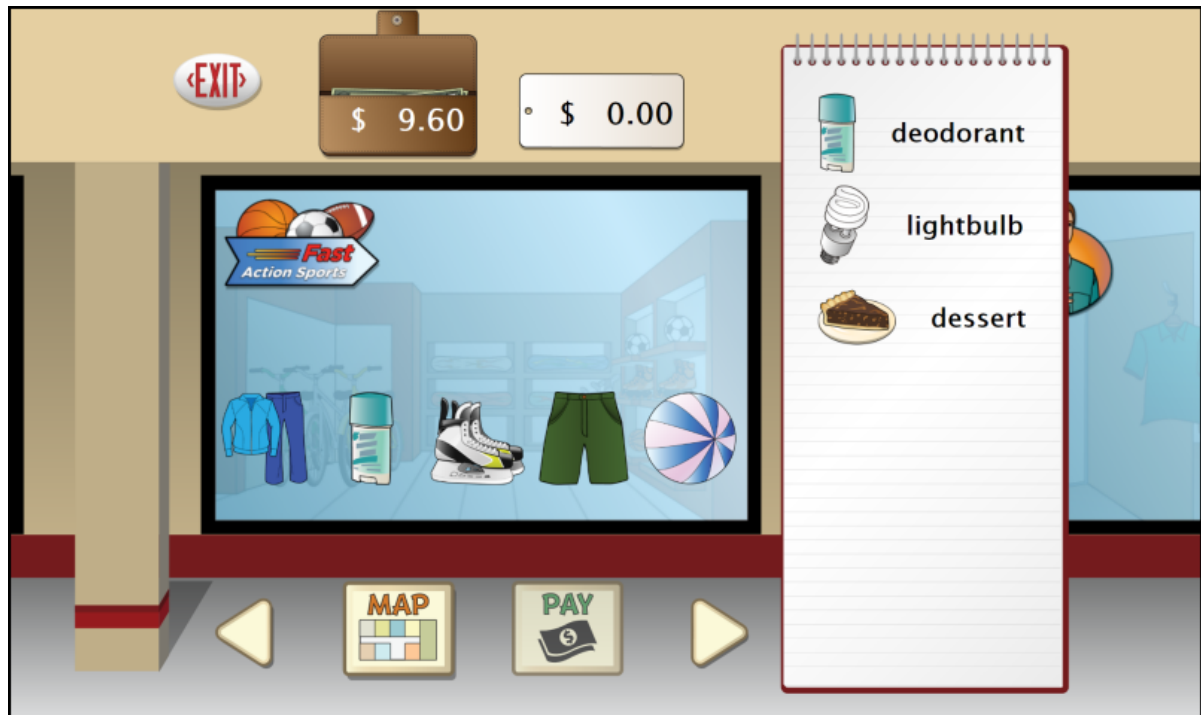 ‹EXIT›
$ 9.60
$ 0.00
deodorant
lightbulb
dessert
Fast
Action Sports
MAP
PAY
$